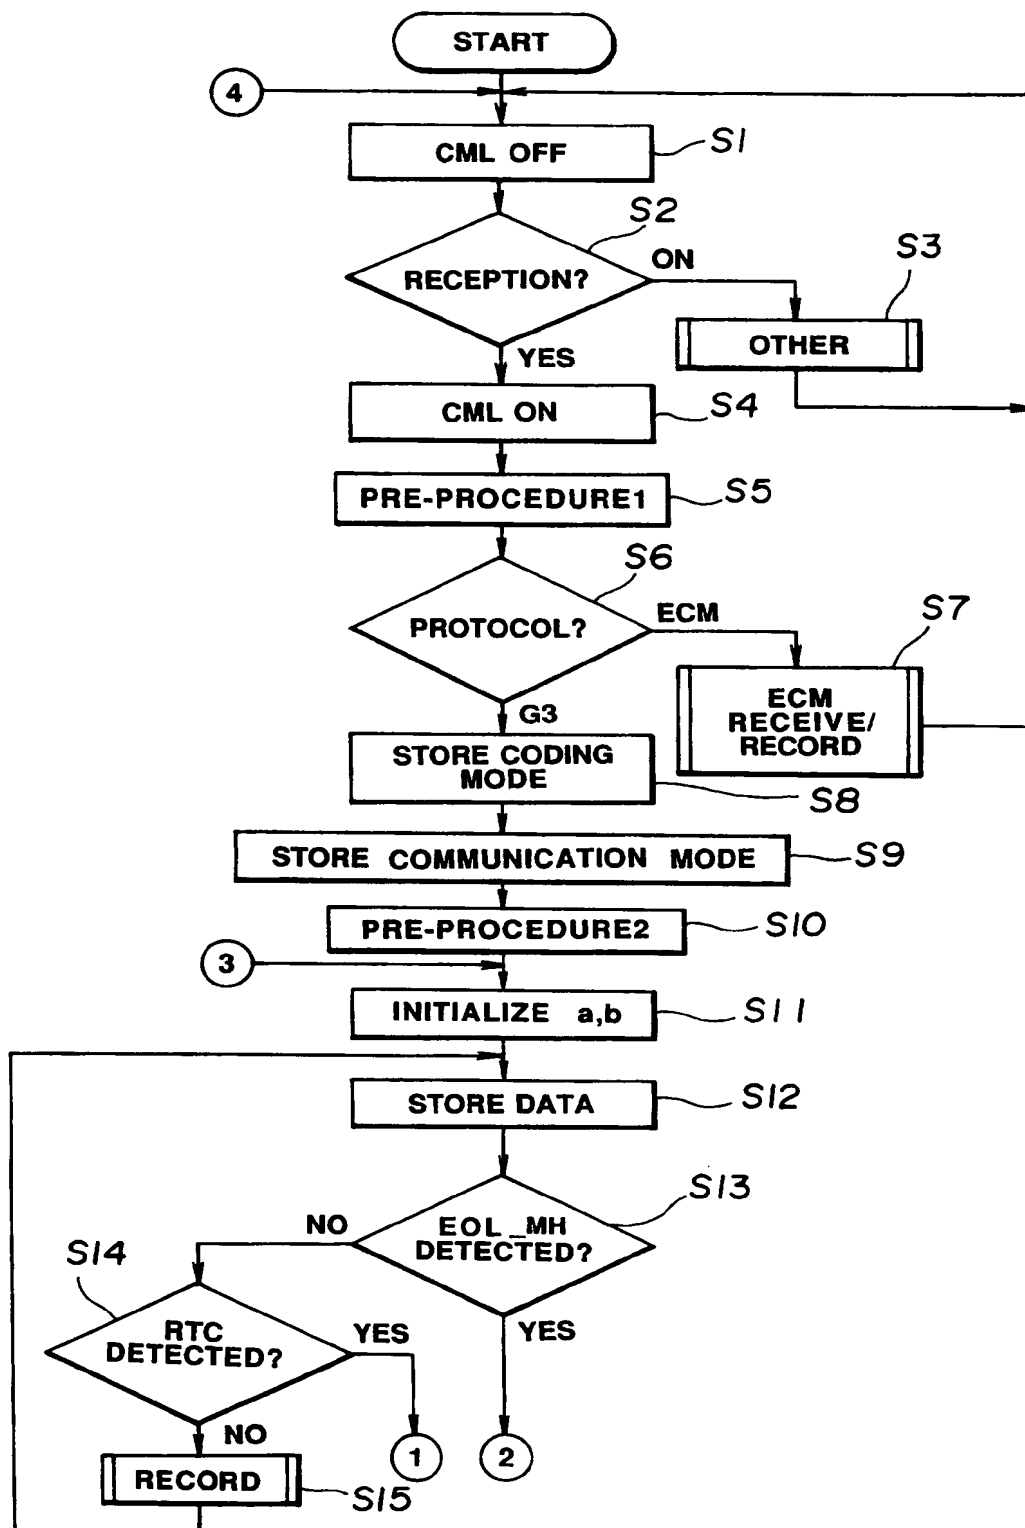 START
4
CML OFF
S1
S2
RECEPTION?
ON
S3
OTHER
YES
CML ON
S4
PRE-PROCEDURE1
S5
S6
PROTOCOL?
ECM
S7
ECM
RECEIVE/
RECORD
G3
STORE CODING
MODE
S8
STORE COMMUNICATION MODE
S9
PRE-PROCEDURE2
S10
3
INITIALIZE a,b
S11
STORE DATA
S12
S13
EOL_MH
DETECTED?
NO
S14
RTC
DETECTED?
YES
YES
NO
1
2
RECORD
S15